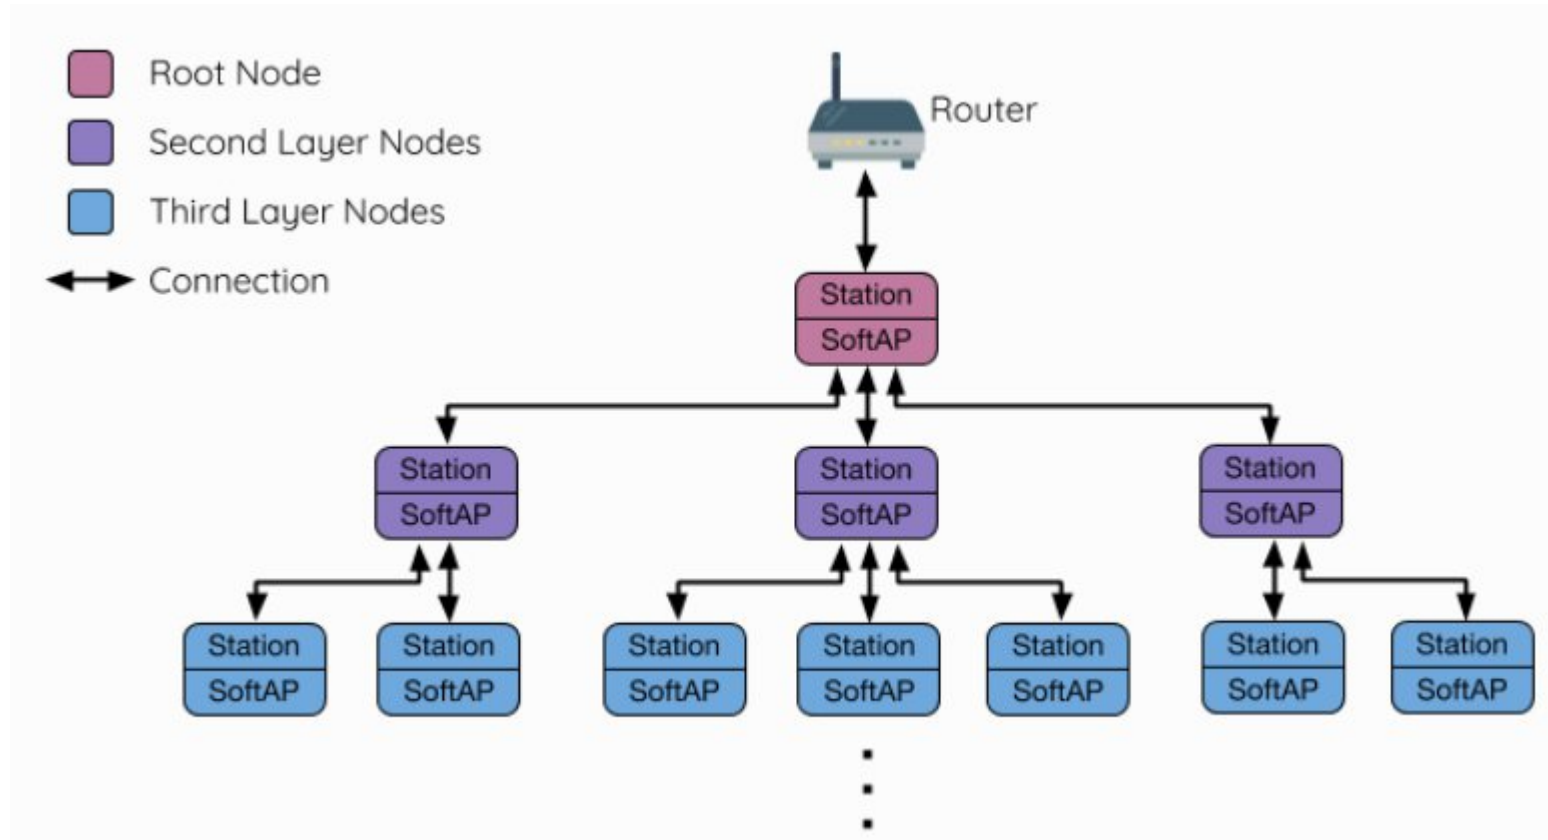 Root Node
Second Layer Nodes
Third Layer Nodes
Connection
Router
Station
SoftAP
Station
SoftAP
Station
SoftAP
Station
SoftAP
Station
SoftAP
Station
SoftAP
Station
SoftAP
Station
SoftAP
Station
SoftAP
Station
SoftAP
Station
SoftAP